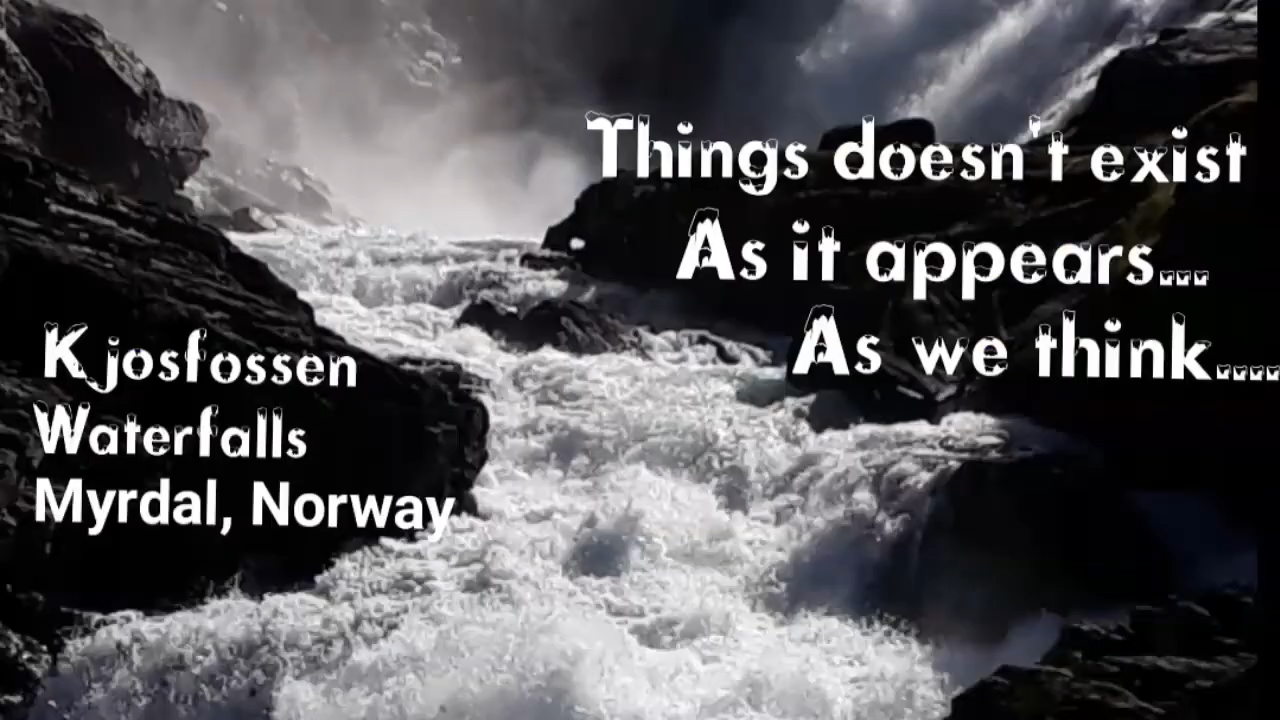 Things doesn't exist
As it appears...
As we think....
Kjosfossen
Waterfalls
Myrdal, Norway